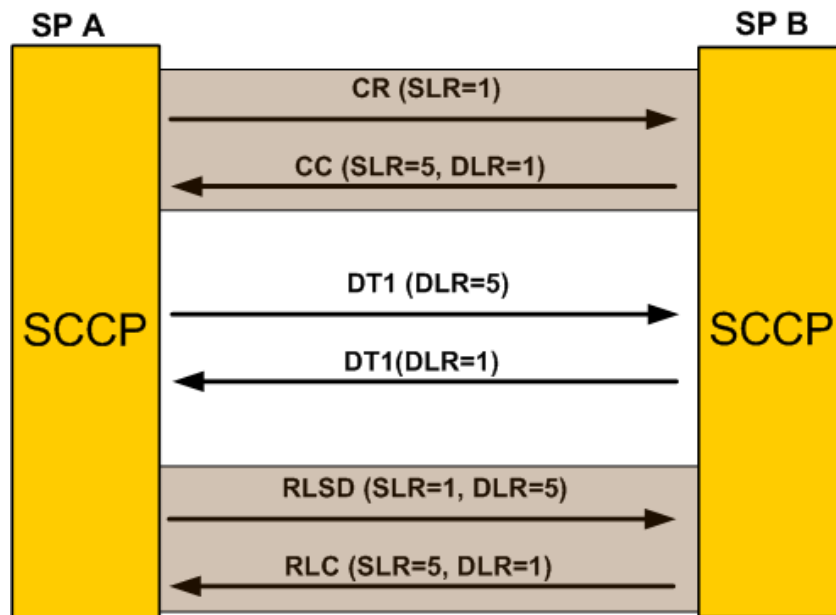 SP A
SP B
CR (SLR=1)
CC (SLR=5, DLR=1)
DT1 (DLR=5)
SCCP
SCCP
DT1(DLR=1)
RLSD (SLR=1, DLR=5)
RLC (SLR=5, DLR=1)